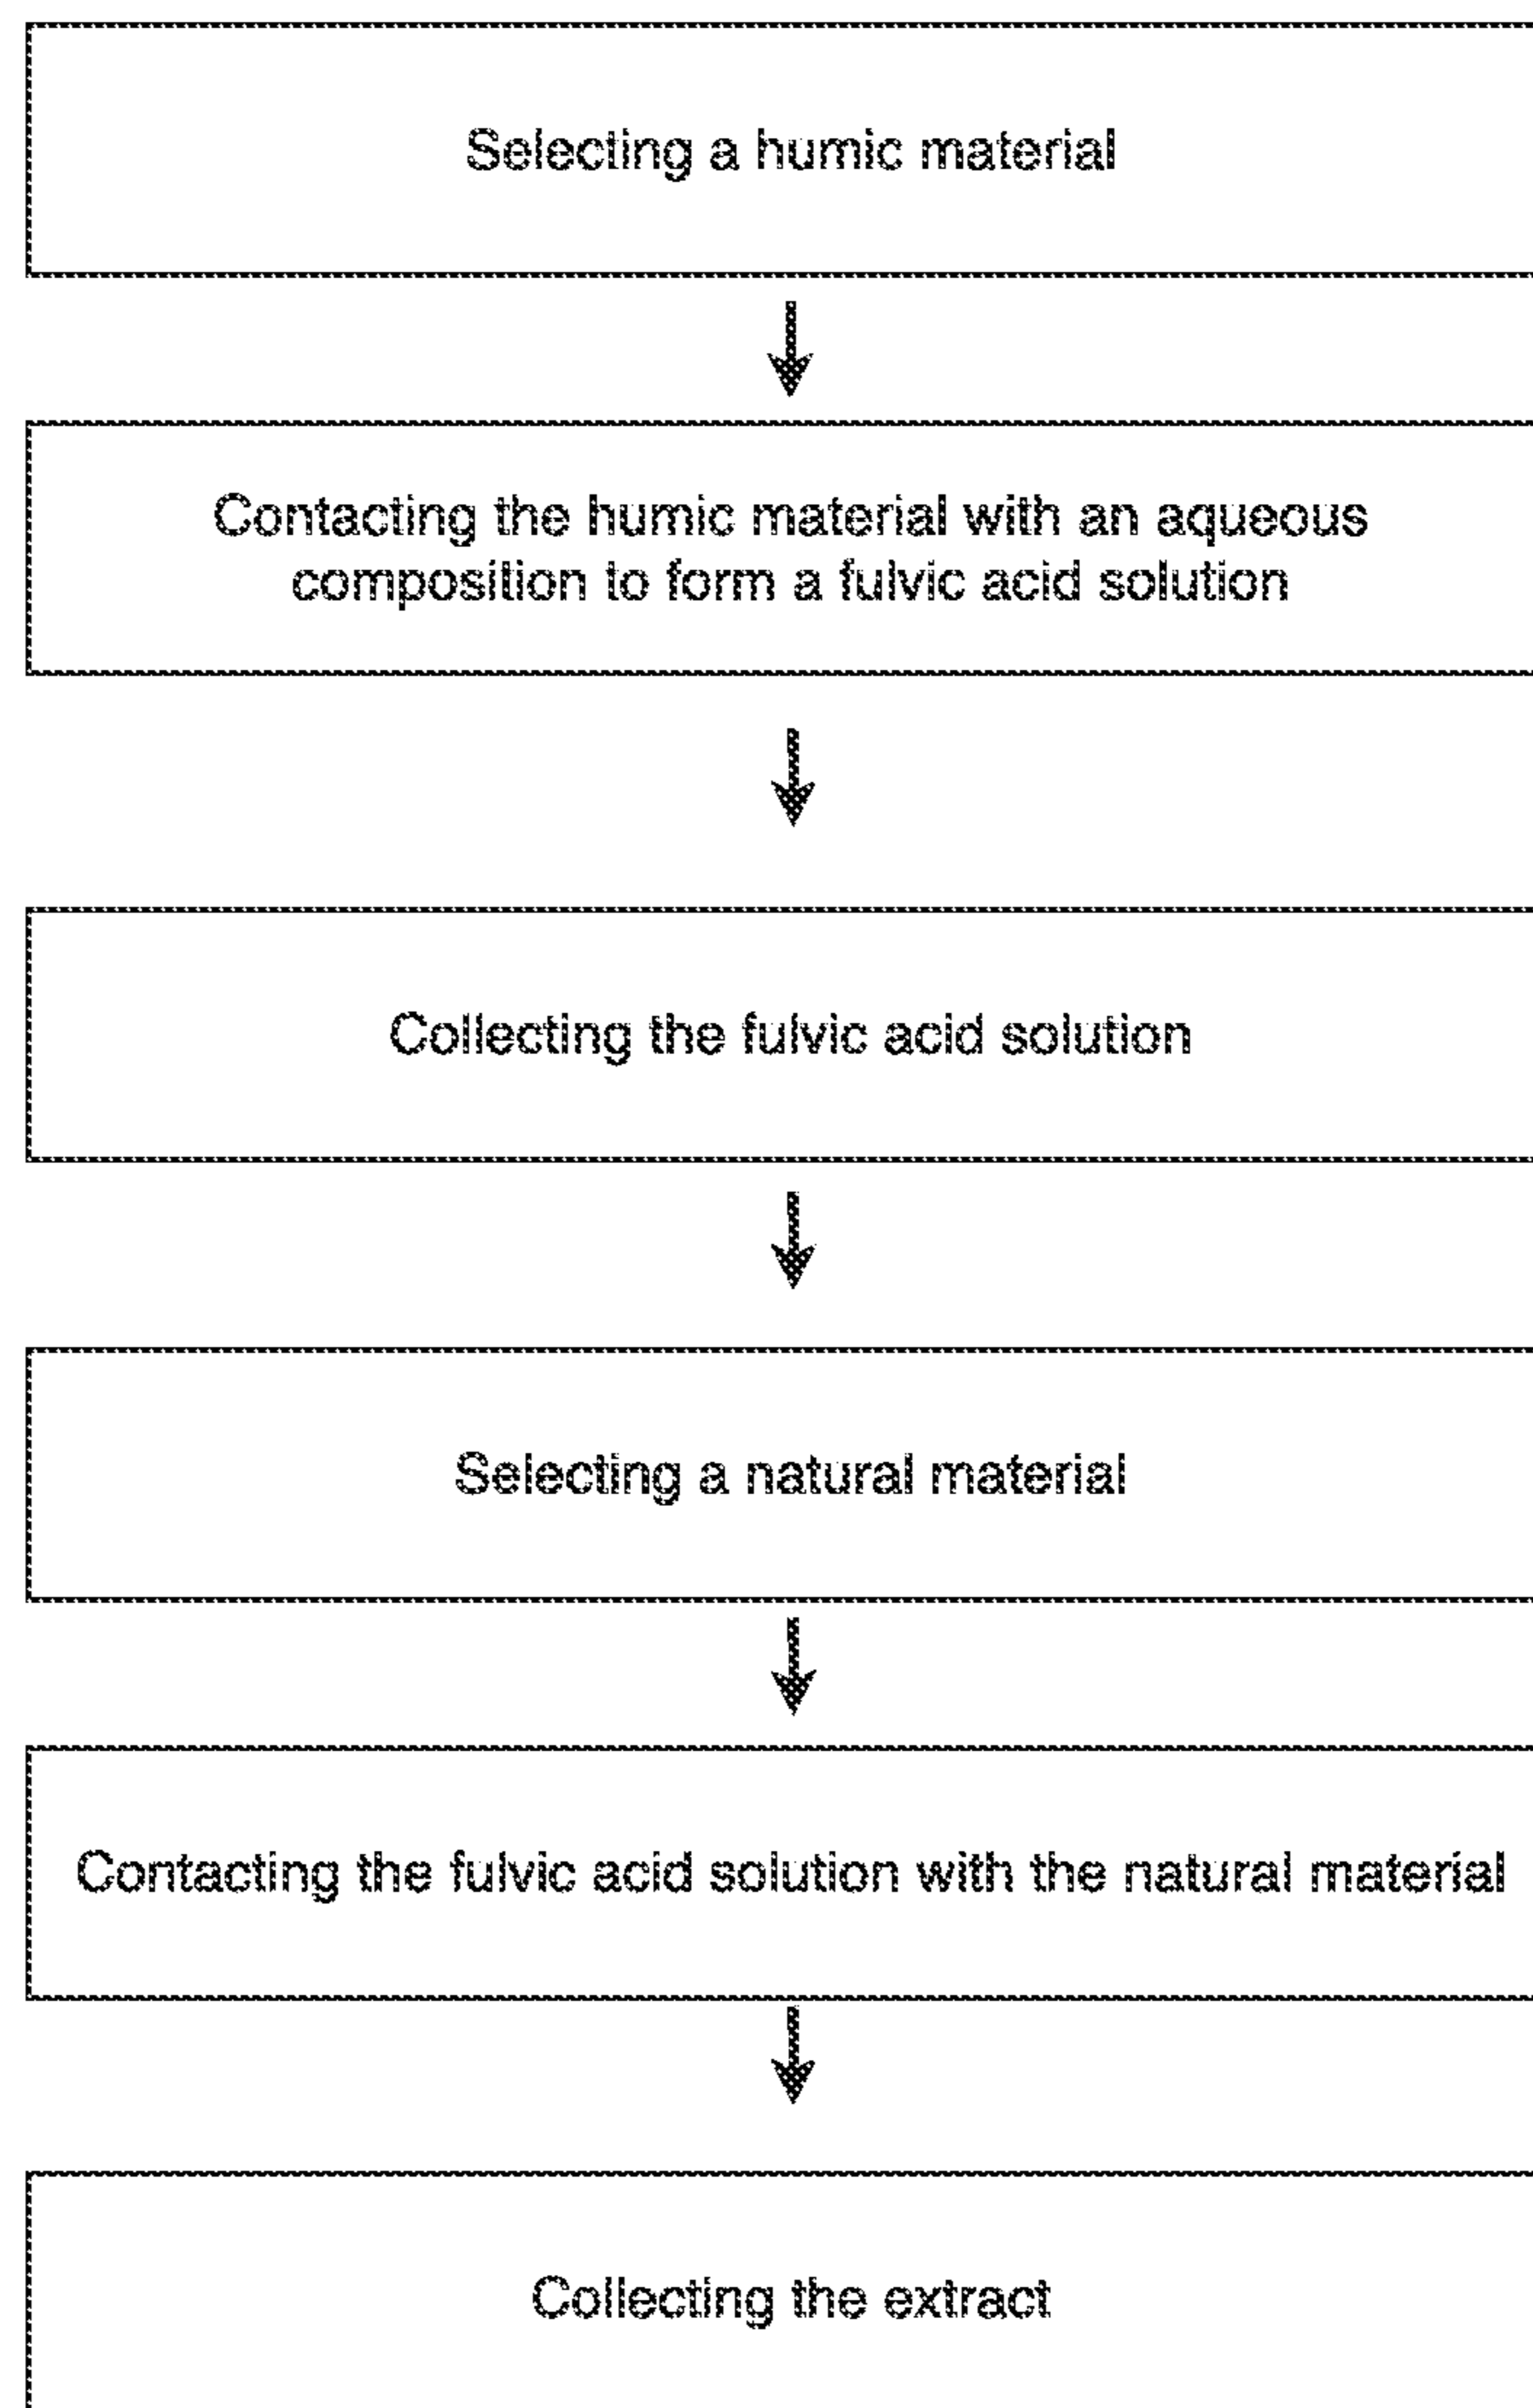 Selecting a humic material
Contacting the humic material with an aqueous
composition to form a fulvic acid solution
Collecting the fulvic acid solution
Selecting a natural material
Contacting the fulvic acid solution with the natural material
Collecting the extract